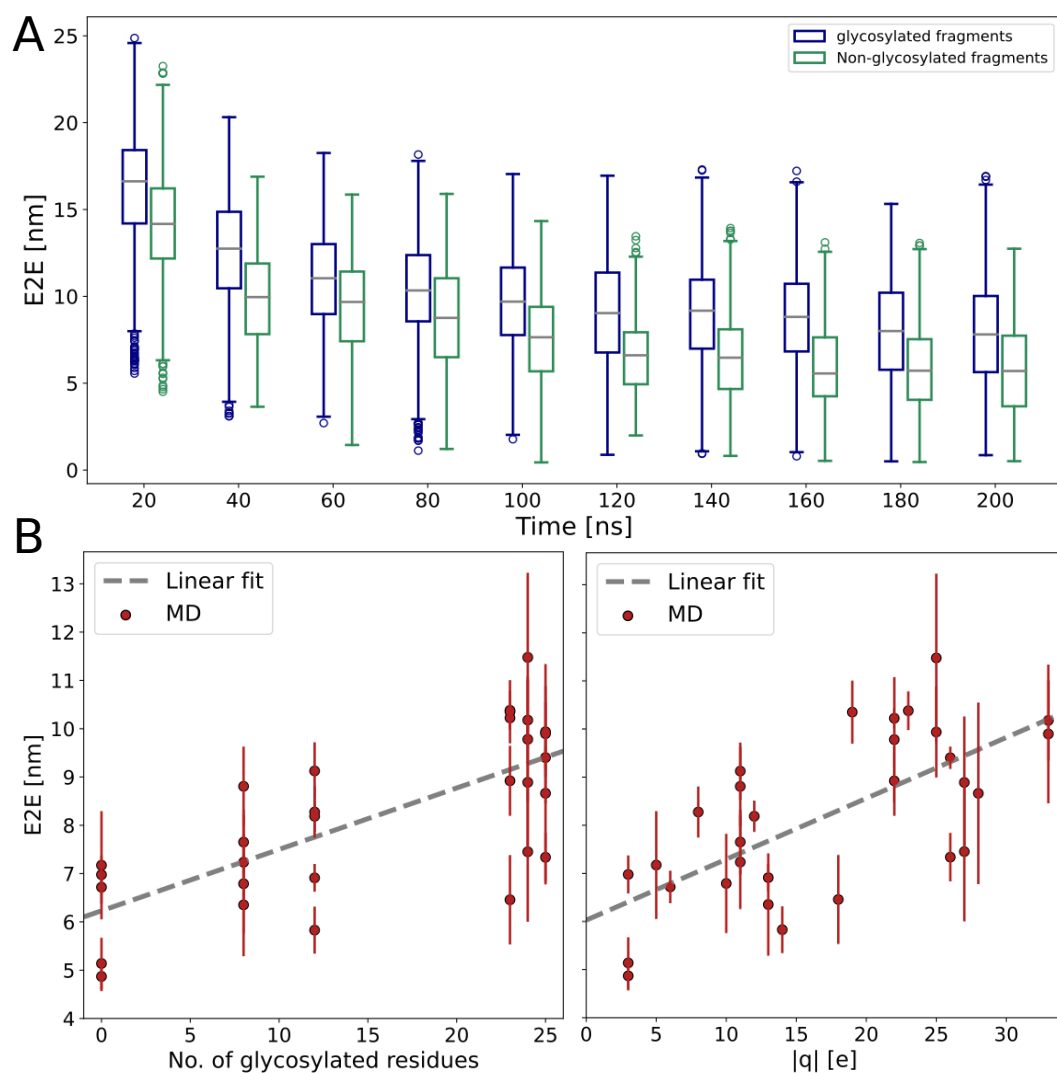 A
glycosylated fragments
Non-glycosylated fragments
E2E [nm]
25
20
15
10
5
0
20 40 60 80 100 120 140 160 180 200
Time [ns]
B
Linear fit
MD
Linear fit
MD
E2E [nm]
13
12
11
10
9
8
7
6
5
4
0 5 10 15 20 25
No. of glycosylated residues
0 5 10 15 20 25 30
|q| [e]